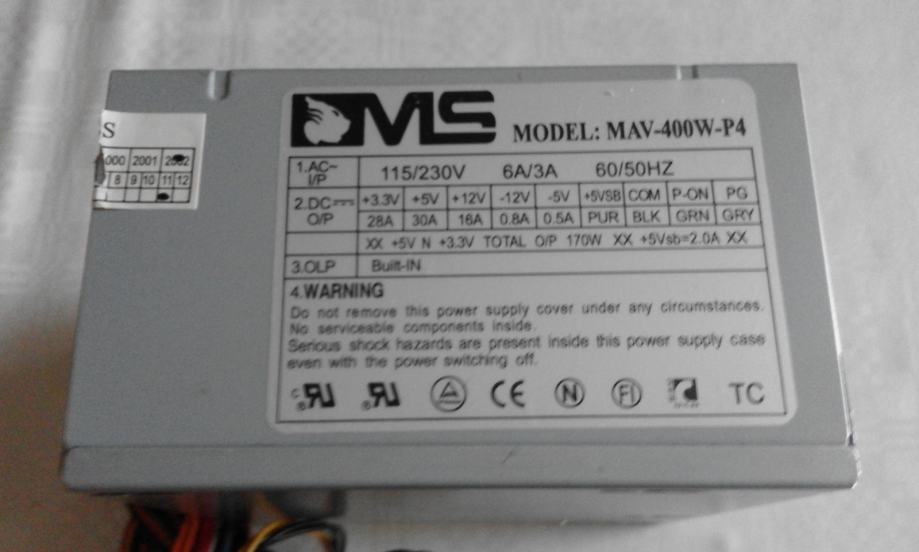 MS
MODEL: MAV-400W-P4
S
000 2001 2002
8 9 10 11 12
1.AC~ I/P 115/230V 6A/3A 60/50HZ
2.DC O/P +3.3V +5V +12V -12V -5V +5VSB COM P-ON PG
28A 30A 16A 0.8A 0.5A PUR BLK GRN GRY
XX +5V N +3.3V TOTAL O/P 170W XX +5Vsb=2.0A XX
3.OLP Built-IN
4.WARNING
Do not remove this power supply cover under any circumstances.
No serviceable components inside.
Serious shock hazards are present inside this power supply case
even with the power switching off.
c RU RU CE N FI TC